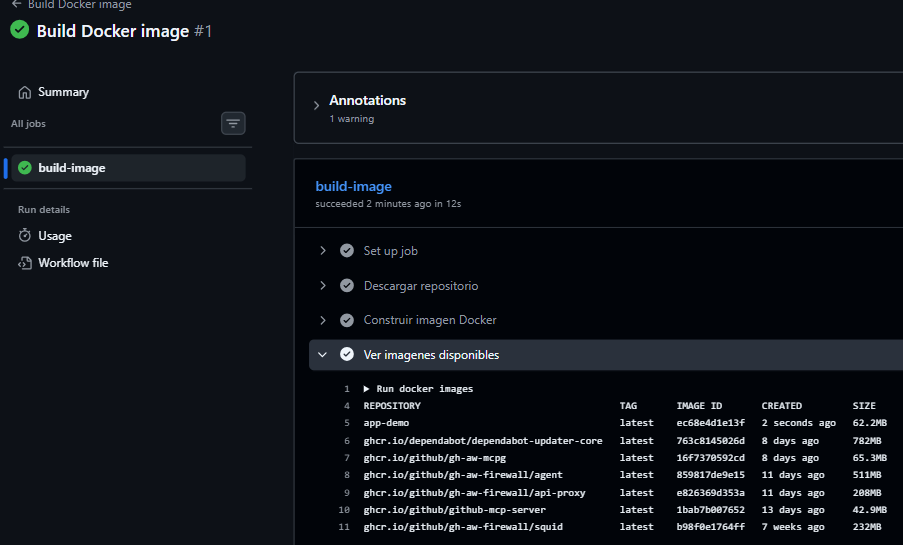 Build Docker image
Build Docker image #1
Summary
All jobs
build-image
Run details
Usage
Workflow file
Annotations
1 warning
build-image
succeeded 2 minutes ago in 12s
Set up job
Descargar repositorio
Construir imagen Docker
Ver imagenes disponibles
1 Run docker images
4 REPOSITORY TAG IMAGE ID CREATED SIZE
5 app-demo latest ec68e4d1e13f 2 seconds ago 62.2MB
6 ghcr.io/dependabot/dependabot-updater-core latest 763c8145026d 8 days ago 782MB
7 ghcr.io/github/gh-aw-mcpg latest 16f7370592cd 8 days ago 65.3MB
8 ghcr.io/github/gh-aw-firewall/agent latest 859817de9e15 11 days ago 511MB
9 ghcr.io/github/gh-aw-firewall/api-proxy latest e826369d353a 11 days ago 208MB
10 ghcr.io/github/github-mcp-server latest 1bab7b007652 13 days ago 42.9MB
11 ghcr.io/github/gh-aw-firewall/squid latest b98f0e1764ff 7 weeks ago 232MB